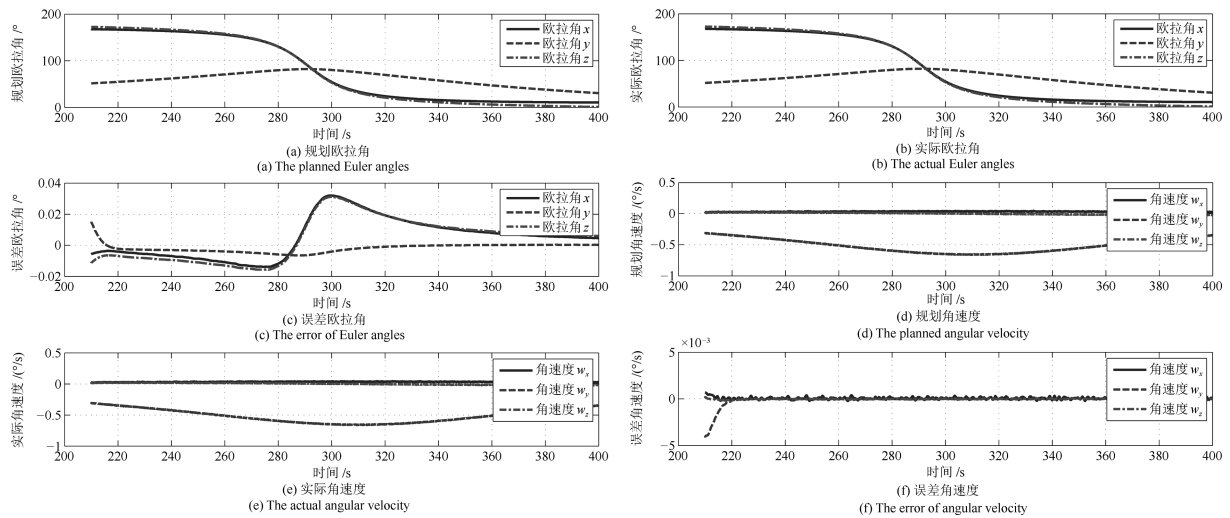 规划欧拉角 /°
200
100
0
200 220 240 260 280 300 320 340 360 380 400
欧拉角 x
欧拉角 y
欧拉角 z
时间 /s
(a) 规划欧拉角
(a) The planned Euler angles
实际欧拉角 /°
200
100
0
200 220 240 260 280 300 320 340 360 380 400
欧拉角 x
欧拉角 y
欧拉角 z
时间 /s
(b) 实际欧拉角
(b) The actual Euler angles
误差欧拉角 /°
0.04
0.02
0
−0.02
200 220 240 260 280 300 320 340 360 380 400
欧拉角 x
欧拉角 y
欧拉角 z
时间 /s
(c) 误差欧拉角
(c) The error of Euler angles
规划角速度 /(°/s)
0.5
0
−0.5
−1
200 220 240 260 280 300 320 340 360 380 400
角速度 wx
角速度 wy
角速度 wz
时间 /s
(d) 规划角速度
(d) The planned angular velocity
实际角速度 /(°/s)
0.5
0
−0.5
−1
200 220 240 260 280 300 320 340 360 380 400
角速度 wx
角速度 wy
角速度 wz
时间 /s
(e) 实际角速度
(e) The actual angular velocity
误差角速度 /(°/s)
×10−3
5
0
−5
200 220 240 260 280 300 320 340 360 380 400
角速度 wx
角速度 wy
角速度 wz
时间 /s
(f) 误差角速度
(f) The error of angular velocity